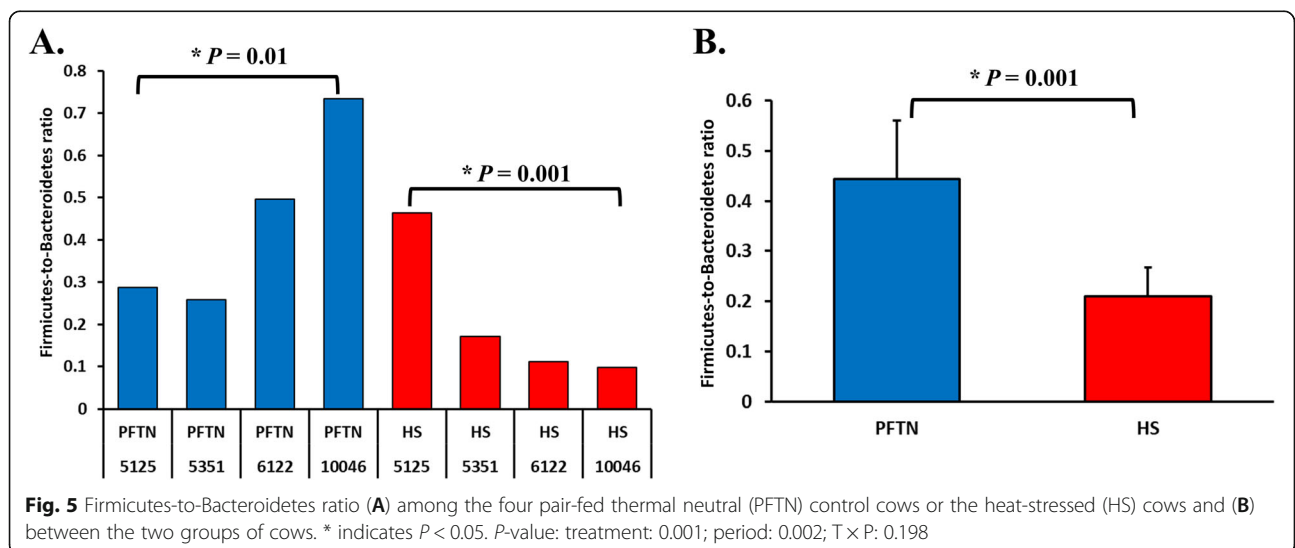 A.
* P = 0.01
* P = 0.001
Firmicutes-to-Bacteroidetes ratio
0.8
0.7
0.6
0.5
0.4
0.3
0.2
0.1
0
PFTN PFTN PFTN PFTN HS HS HS HS
5125 5351 6122 10046 5125 5351 6122 10046
B.
* P = 0.001
Firmicutes-to-Bacteroidetes ratio
0.6
0.5
0.4
0.3
0.2
0.1
0
PFTN HS
Fig. 5 Firmicutes-to-Bacteroidetes ratio (A) among the four pair-fed thermal neutral (PFTN) control cows or the heat-stressed (HS) cows and (B)
between the two groups of cows. * indicates P < 0.05. P-value: treatment: 0.001; period: 0.002; T × P: 0.198